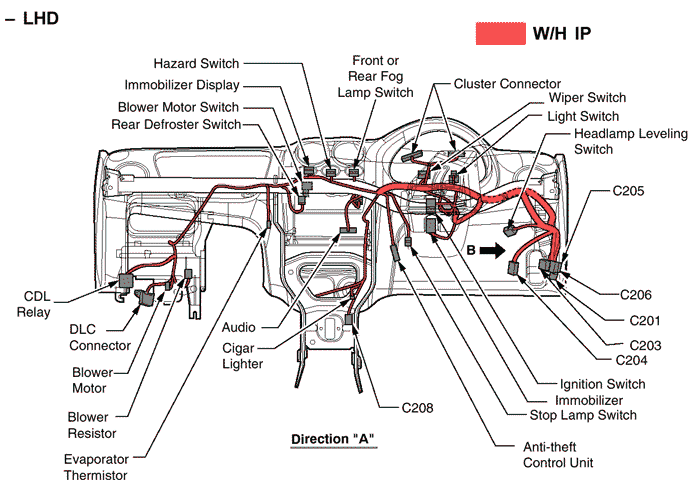 – LHD
W/H IP
Hazard Switch
Front or
Rear Fog
Lamp Switch
Immobilizer Display
Cluster Connector
Blower Motor Switch
Wiper Switch
Rear Defroster Switch
Light Switch
Headlamp Leveling
Switch
C205
B
CDL
Relay
C206
DLC
Connector
Audio
C201
C203
Cigar
Lighter
C204
Blower
Motor
Ignition Switch
Immobilizer
C208
Stop Lamp Switch
Blower
Resistor
Direction "A"
Anti-theft
Control Unit
Evaporator
Thermistor